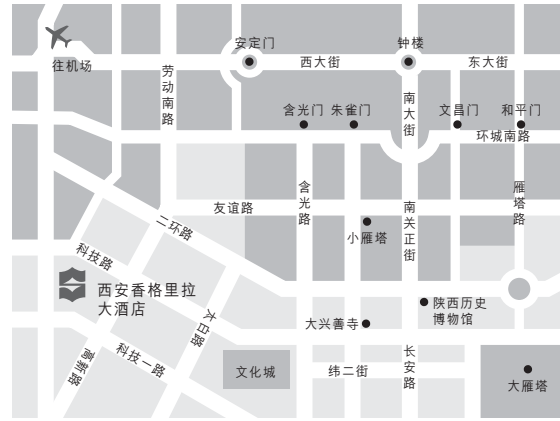 往机场
安定门
西大街
钟楼
东大街
劳动南路
南大街
含光门
朱雀门
文昌门
和平门
环城南路
含光路
雁塔路
友谊路
南关正街
二环路
小雁塔
科技路
西安香格里拉
大酒店
太白路
大兴善寺
陕西历史
博物馆
高新路
科技一路
文化城
纬二街
长安路
大雁塔